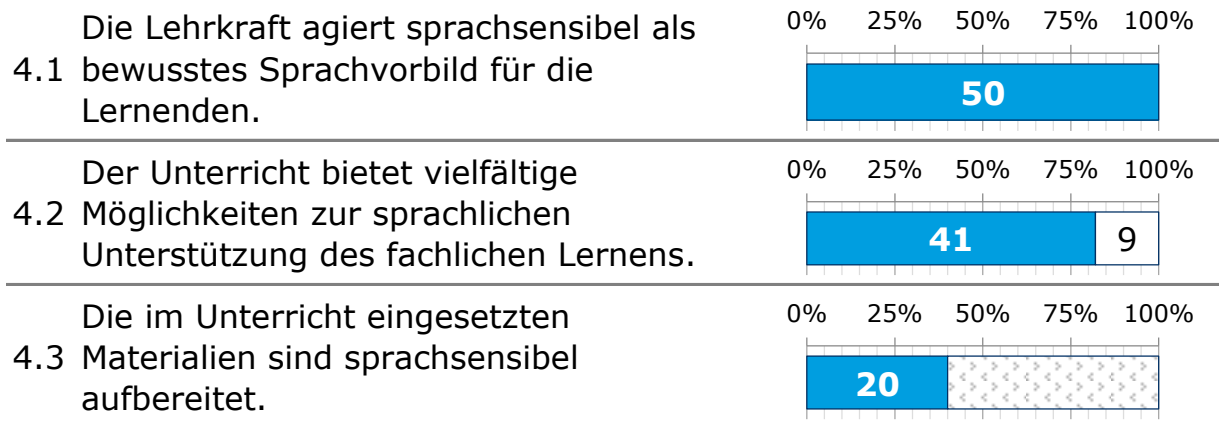 Die Lehrkraft agiert sprachsensibel als
4.1 bewusstes Sprachvorbild für die
Lernenden.
0% 25% 50% 75% 100%
50
Der Unterricht bietet vielfältige
4.2 Möglichkeiten zur sprachlichen
Unterstützung des fachlichen Lernens.
0% 25% 50% 75% 100%
41 9
Die im Unterricht eingesetzten
4.3 Materialien sind sprachsensibel
aufbereitet.
0% 25% 50% 75% 100%
20